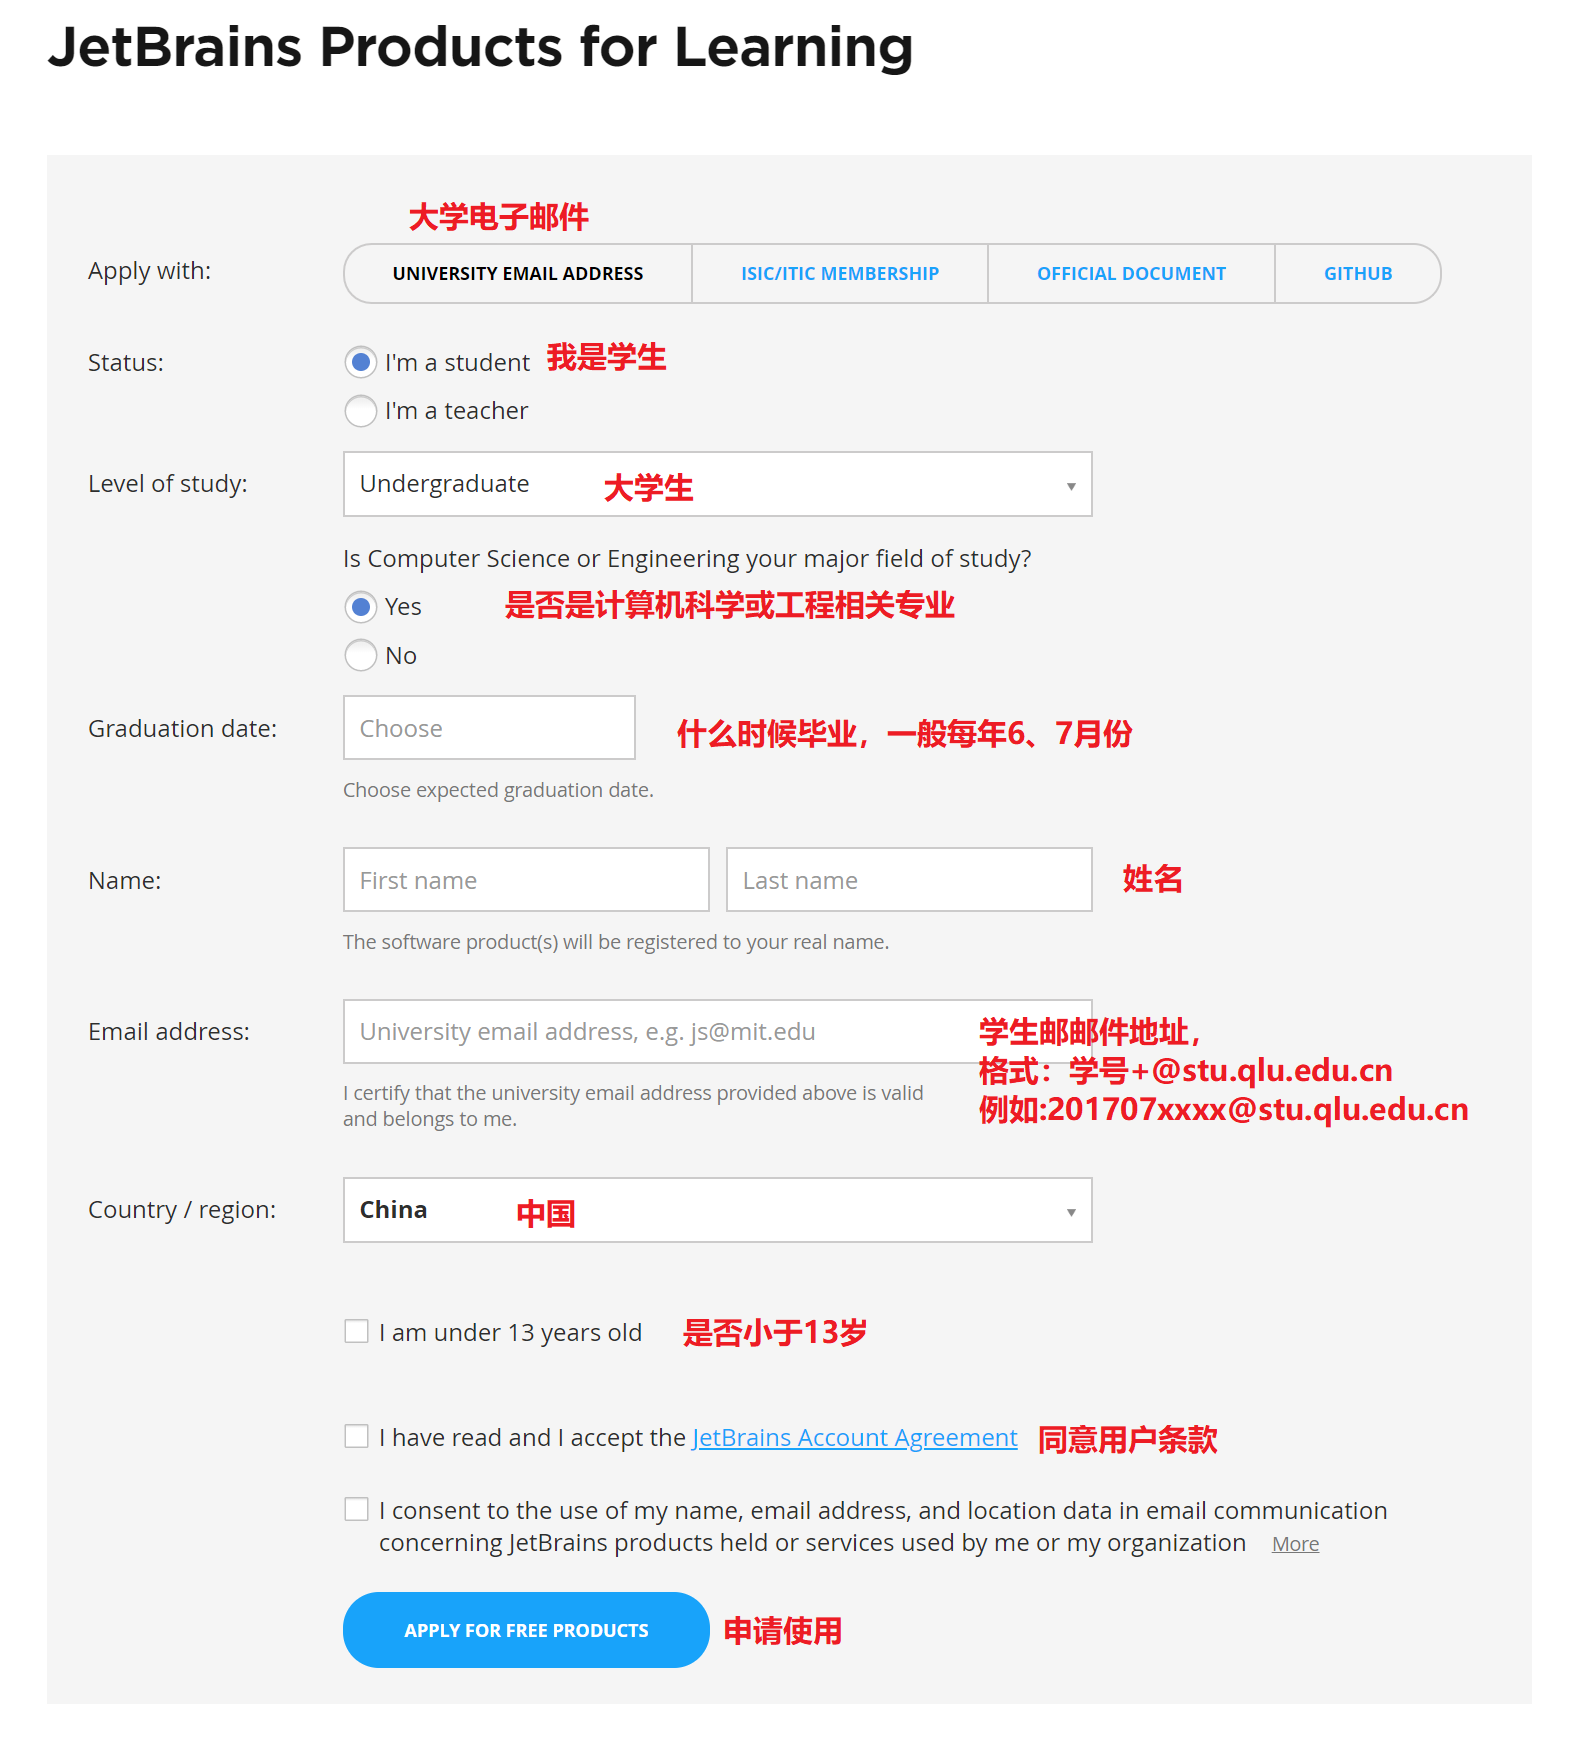 JetBrains Products for Learning
大学电子邮件
Apply with:
UNIVERSITY EMAIL ADDRESS
ISIC/ITIC MEMBERSHIP
OFFICIAL DOCUMENT
GITHUB
Status:
I'm a student 我是学生
I'm a teacher
Level of study:
Undergraduate 大学生
Is Computer Science or Engineering your major field of study?
Yes 是否是计算机科学或工程相关专业
No
Graduation date:
Choose 什么时候毕业，一般每年6、7月份
Choose expected graduation date.
Name:
First name
Last name
姓名
The software product(s) will be registered to your real name.
Email address:
University email address, e.g. js@mit.edu
学生邮邮件地址，
格式：学号+@stu.qlu.edu.cn
例如:201707xxxx@stu.qlu.edu.cn
I certify that the university email address provided above is valid
and belongs to me.
Country / region:
China 中国
I am under 13 years old 是否小于13岁
I have read and I accept the JetBrains Account Agreement 同意用户条款
I consent to the use of my name, email address, and location data in email communication
concerning JetBrains products held or services used by me or my organization More
APPLY FOR FREE PRODUCTS 申请使用